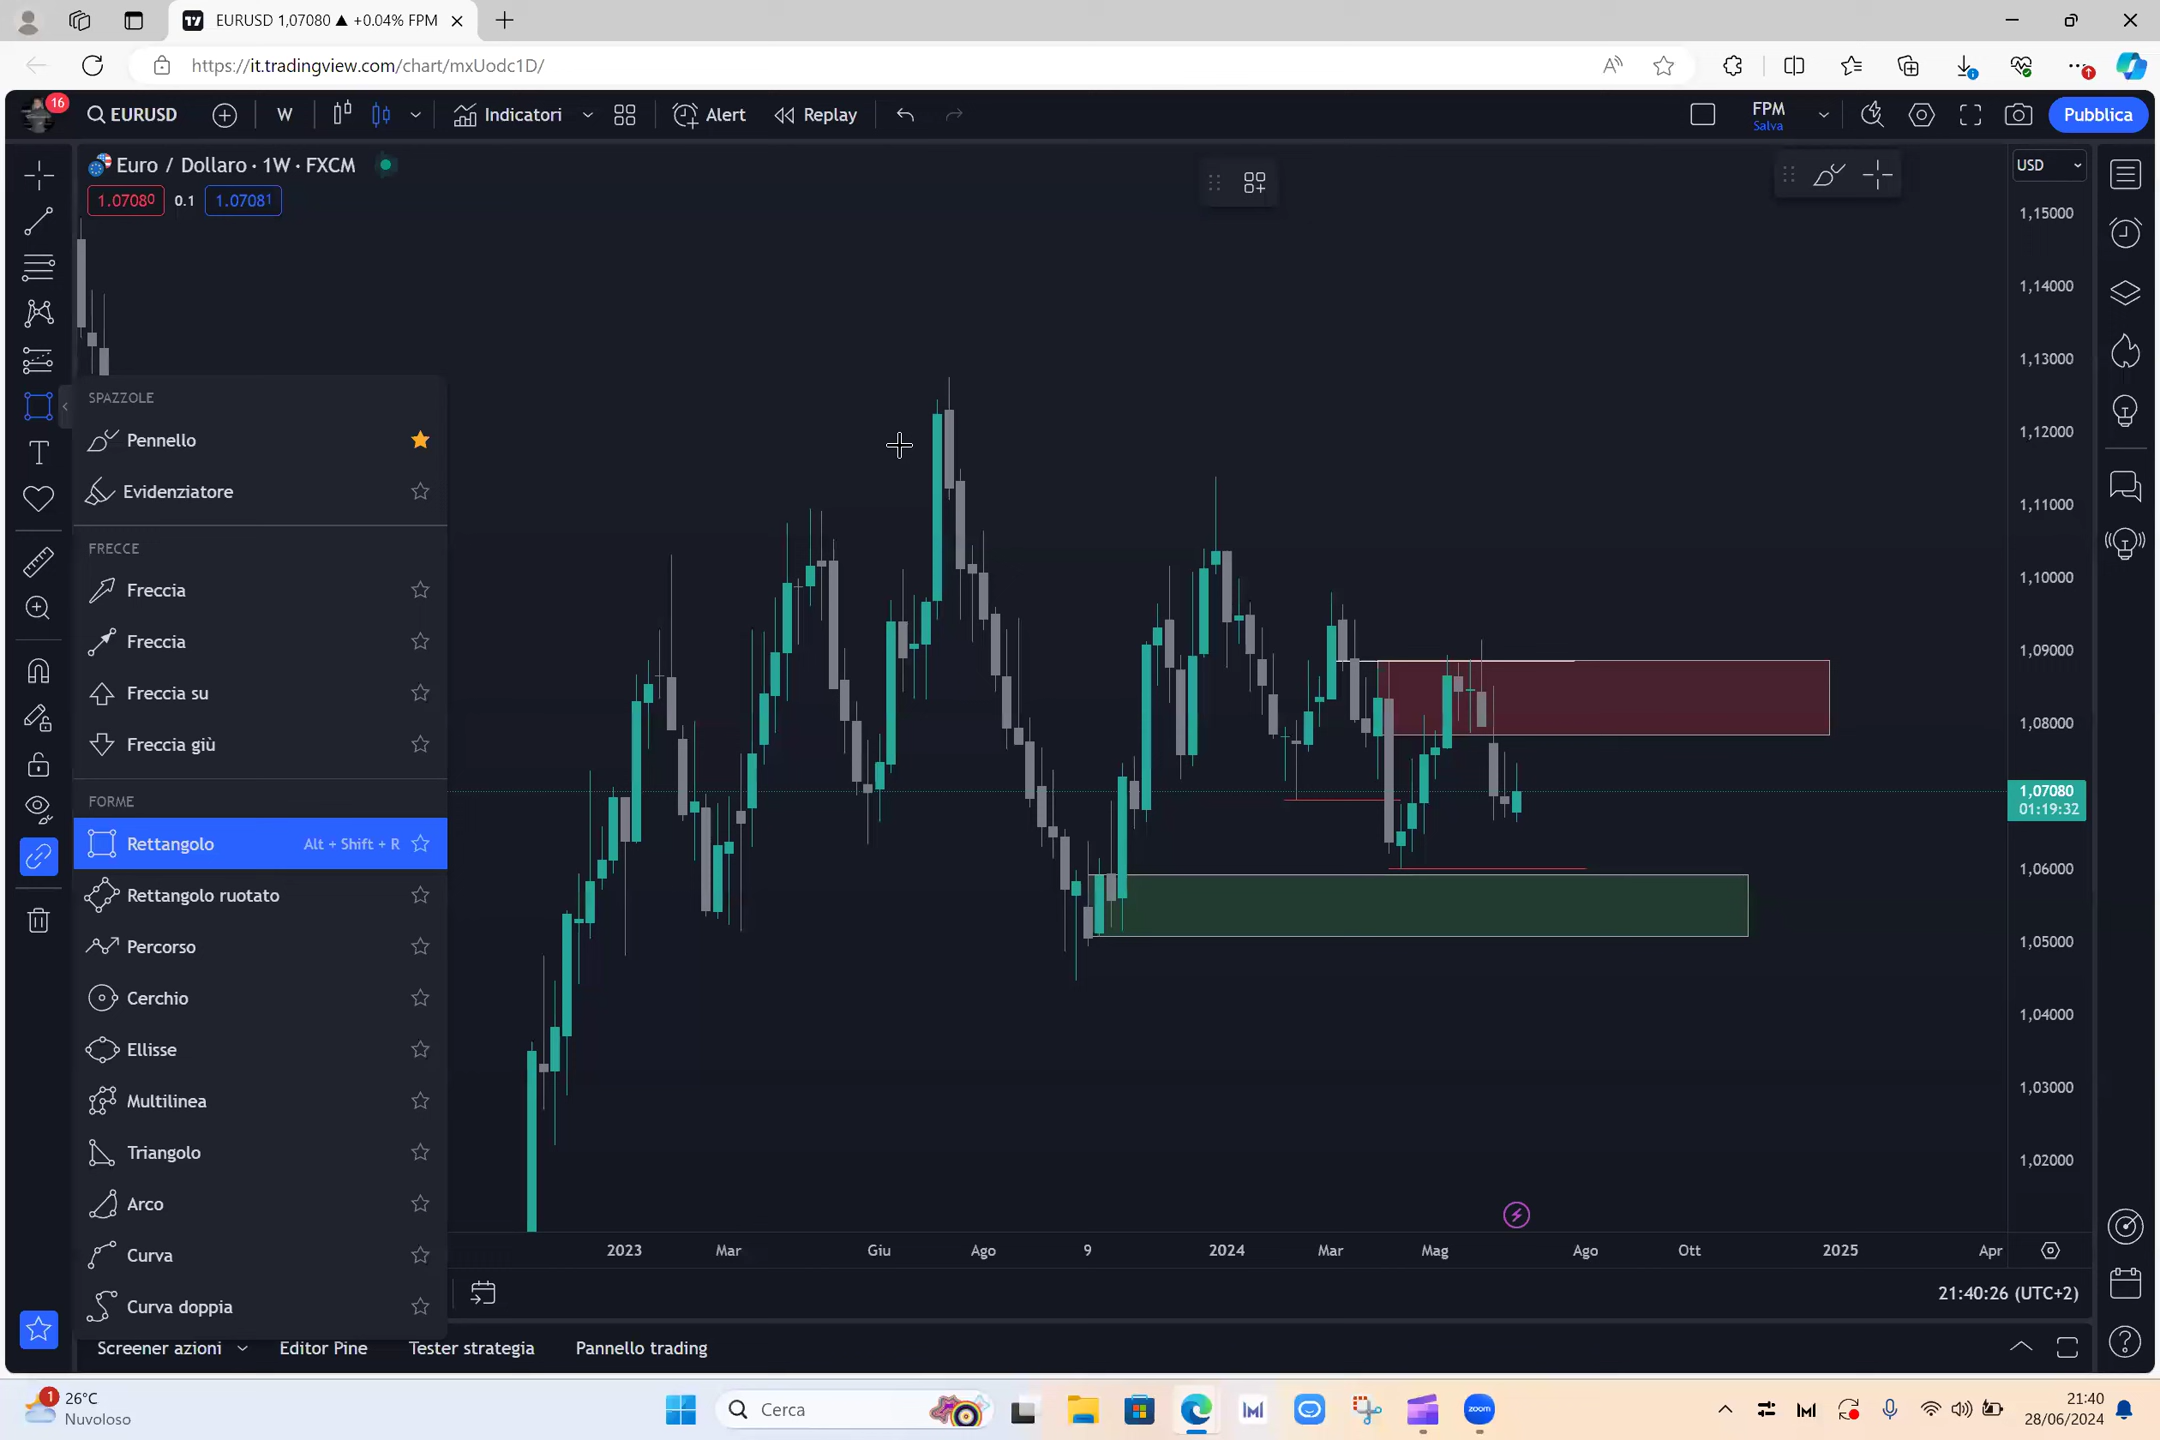 EURUSD 1,07080 ▲ +0.04% FPM
https://it.tradingview.com/chart/mxUodc1D/
16
EURUSD
W
Indicatori
Alert
Replay
FPM
Salva
Pubblica
Euro / Dollaro · 1W · FXCM
1.07080
0.1
1.07081
USD
1,15000
1,14000
1,13000
1,12000
1,11000
1,10000
1,09000
1,08000
1,07080
01:19:32
1,06000
1,05000
1,04000
1,03000
1,02000
SPAZZOLE
Pennello
Evidenziatore
FRECCE
Freccia
Freccia
Freccia su
Freccia giù
FORME
Rettangolo Alt + Shift + R
Rettangolo ruotato
Percorso
Cerchio
Ellisse
Multilinea
Triangolo
Arco
Curva
Curva doppia
2023 Mar Giu Ago 9 2024 Mar Mag Ago Ott 2025 Apr
21:40:26 (UTC+2)
Screener azioni Editor Pine Tester strategia Pannello trading
1
26°C
Nuvoloso
Cerca
zoom
21:40
28/06/2024